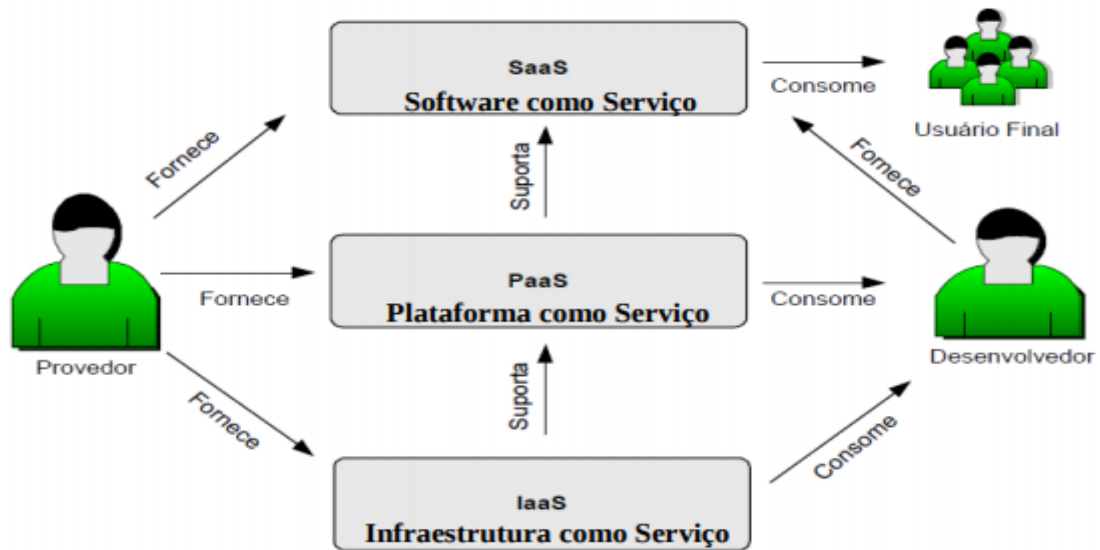 SaaS
Software como Serviço
Consome
Usuário Final
Fornece
Suporta
Fornece
PaaS
Plataforma como Serviço
Fornece
Consome
Provedor
Desenvolvedor
Fornece
Suporta
Consome
IaaS
Infraestrutura como Serviço